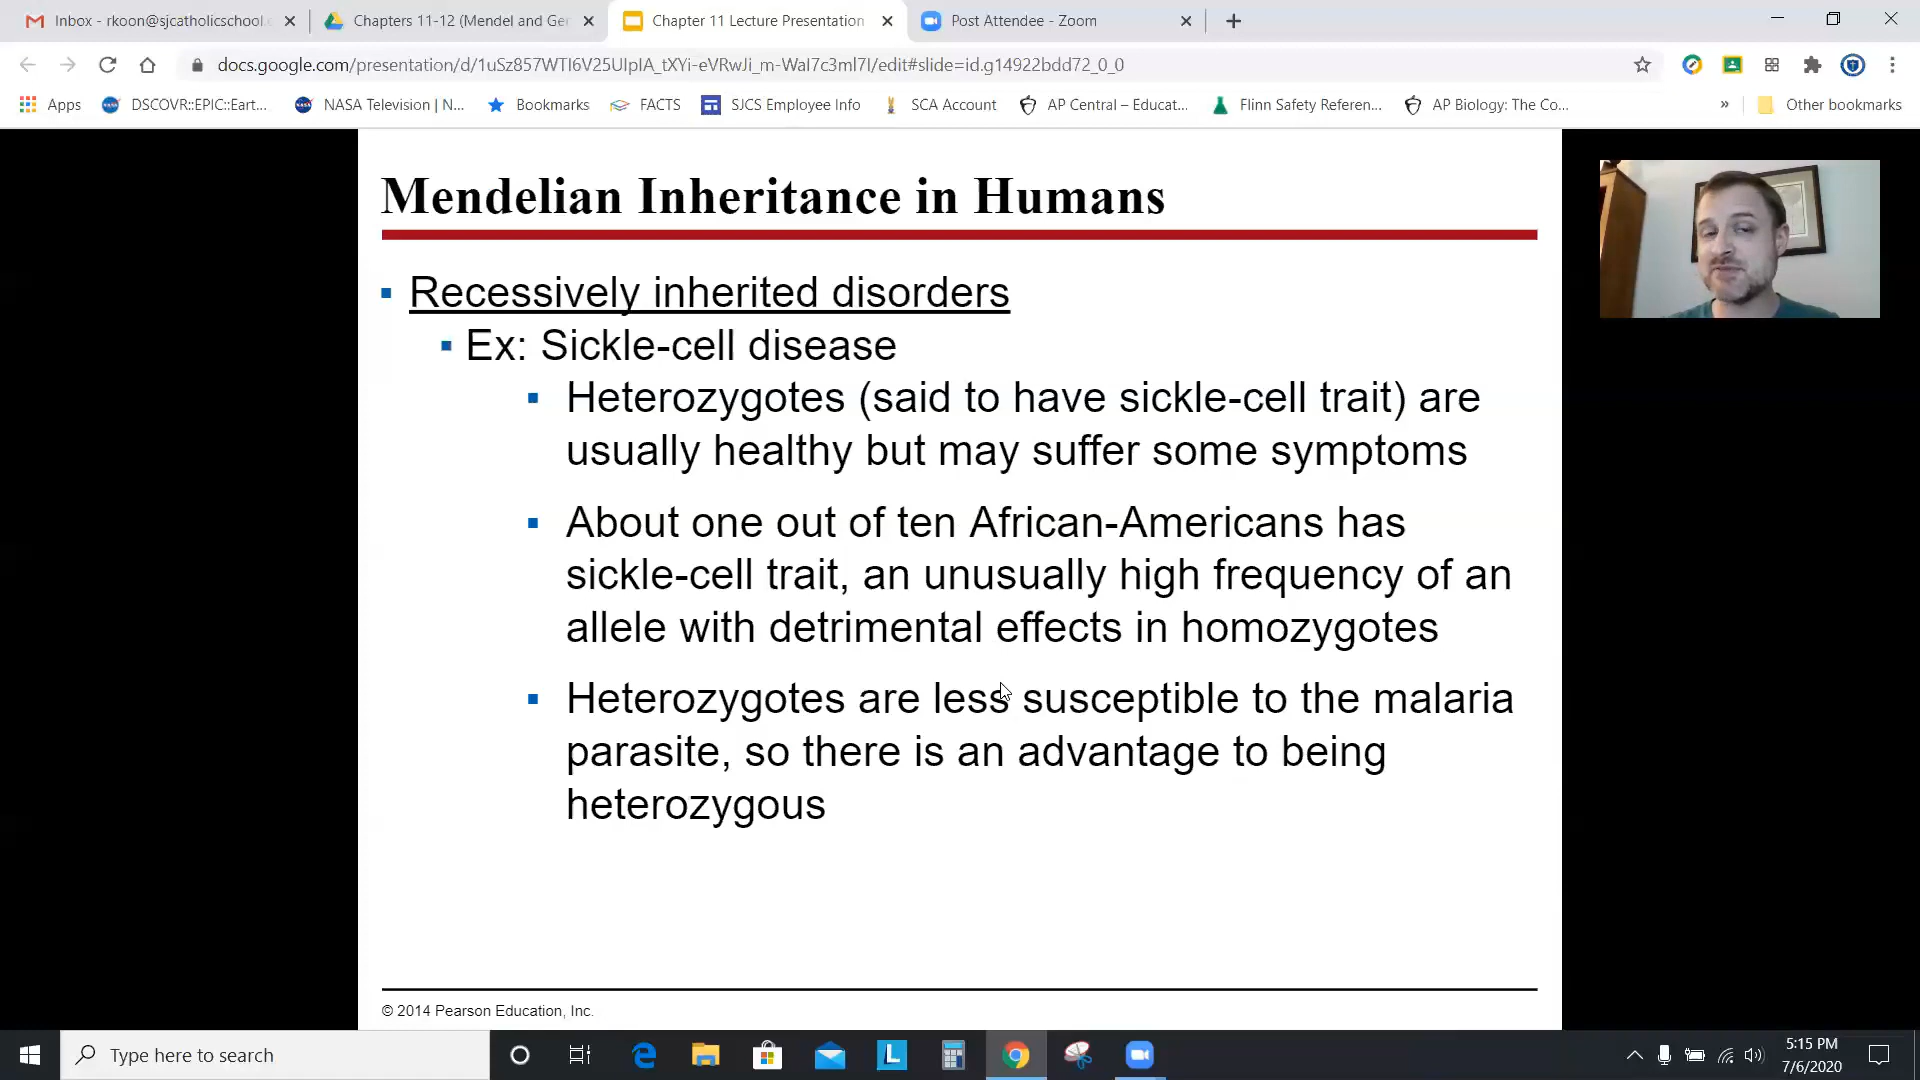 Inbox - rkoon@sjcatholicschool.e
Chapters 11-12 (Mendel and Gen
Chapter 11 Lecture Presentation
Post Attendee - Zoom
docs.google.com/presentation/d/1uSz857WTI6V25UIpIA_tXYi-eVRwJi_m-WaI7c3mI7I/edit#slide=id.g14922bdd72_0_0
Apps
DSCOVR::EPIC::Eart...
NASA Television | N...
Bookmarks
FACTS
SJCS Employee Info
SCA Account
AP Central – Educat...
Flinn Safety Referen...
AP Biology: The Co...
»
Other bookmarks
Mendelian Inheritance in Humans
Recessively inherited disorders
Ex: Sickle-cell disease
Heterozygotes (said to have sickle-cell trait) are
usually healthy but may suffer some symptoms
About one out of ten African-Americans has
sickle-cell trait, an unusually high frequency of an
allele with detrimental effects in homozygotes
Heterozygotes are less susceptible to the malaria
parasite, so there is an advantage to being
heterozygous
© 2014 Pearson Education, Inc.
Type here to search
5:15 PM
7/6/2020